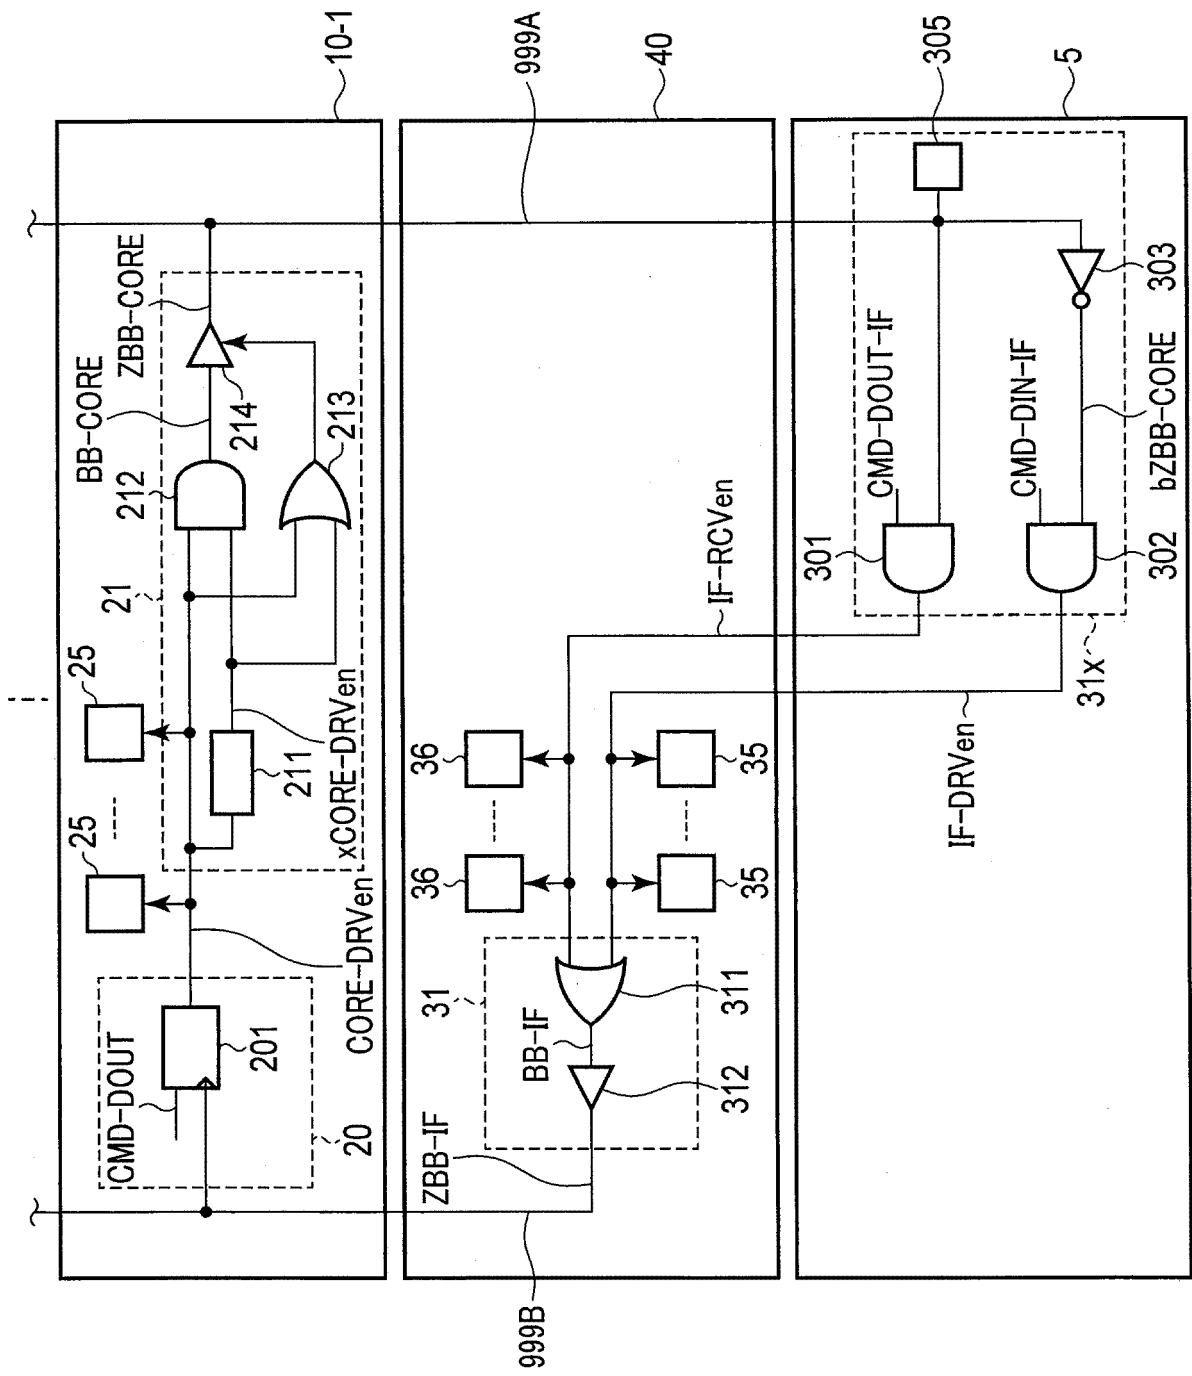 10-1
999A
40
305
5
ZBB-CORE
BB-CORE
214
213
212
21
25
25
211
xCORE-DRVen
CORE-DRVen
CMD-DOUT
201
20
303
CMD-DOUT-IF
CMD-DIN-IF
bZBB-CORE
301
302
31x
IF-RCVen
IF-DRVen
36
36
35
35
31
311
BB-IF
312
ZBB-IF
999B